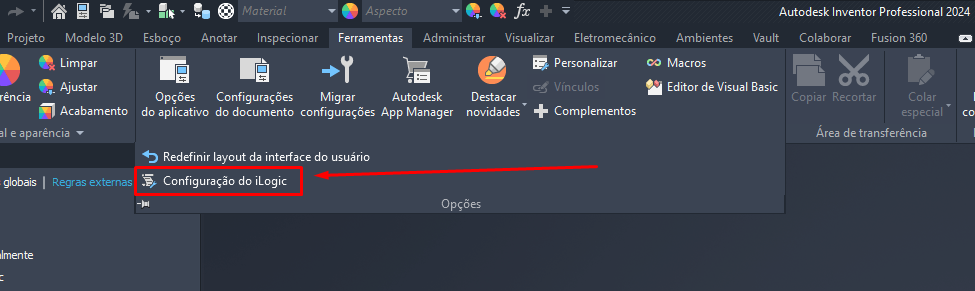 Material
Aspecto
fx
Autodesk Inventor Professional 2024
Projeto
Modelo 3D
Esboço
Anotar
Inspecionar
Ferramentas
Administrar
Visualizar
Eletromecânico
Ambientes
Vault
Colaborar
Fusion 360
Limpar
Ajustar
Acabamento
Opções
do aplicativo
Configurações
do documento
Migrar
configurações
Autodesk
App Manager
Destacar
novidades
Personalizar
Vínculos
Complementos
Macros
Editor de Visual Basic
Copiar
Recortar
Colar
especial
l e aparência
Área de transferência
Redefinir layout da interface do usuário
Configuração do iLogic
Opções
globais | Regras externas